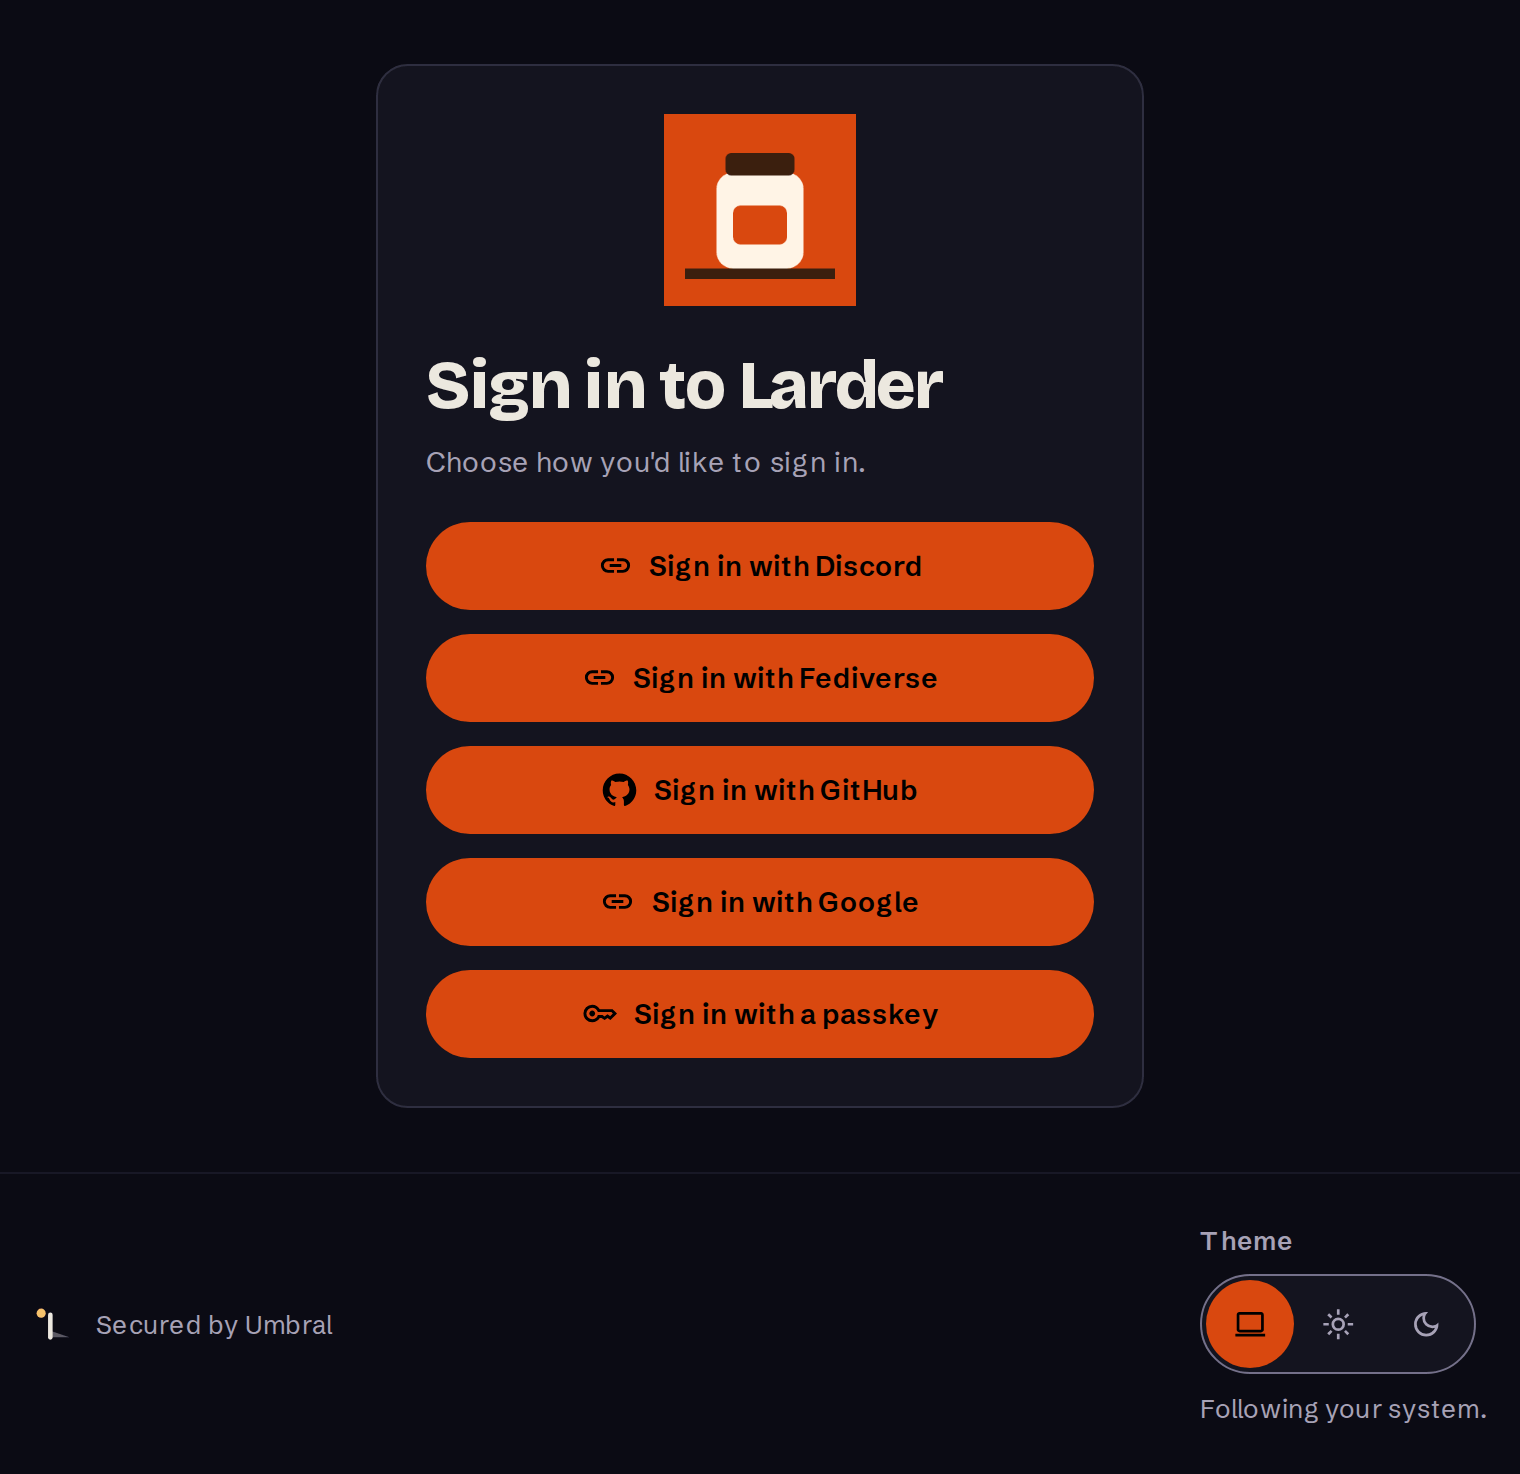 Sign in to Larder
Choose how you'd like to sign in.
Sign in with Discord
Sign in with Fediverse
Sign in with GitHub
Sign in with Google
Sign in with a passkey
Theme
Secured by Umbral
Following your system.